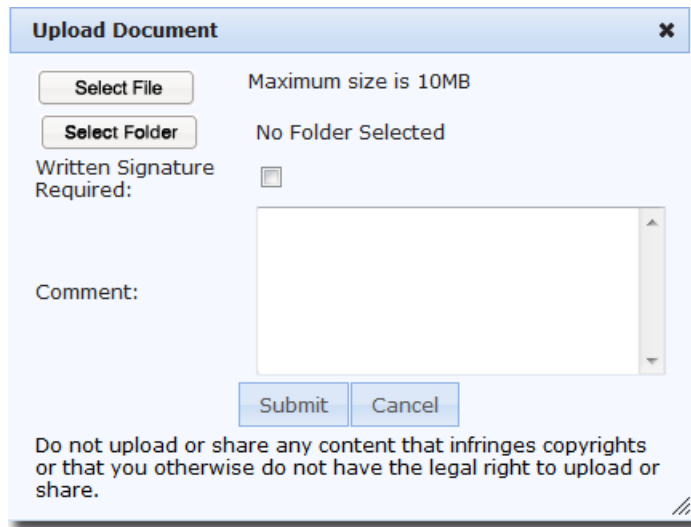 Upload Document
Select File Maximum size is 10MB
Select Folder No Folder Selected
Written Signature
Required:
Comment:
Submit Cancel
Do not upload or share any content that infringes copyrights
or that you otherwise do not have the legal right to upload or
share.